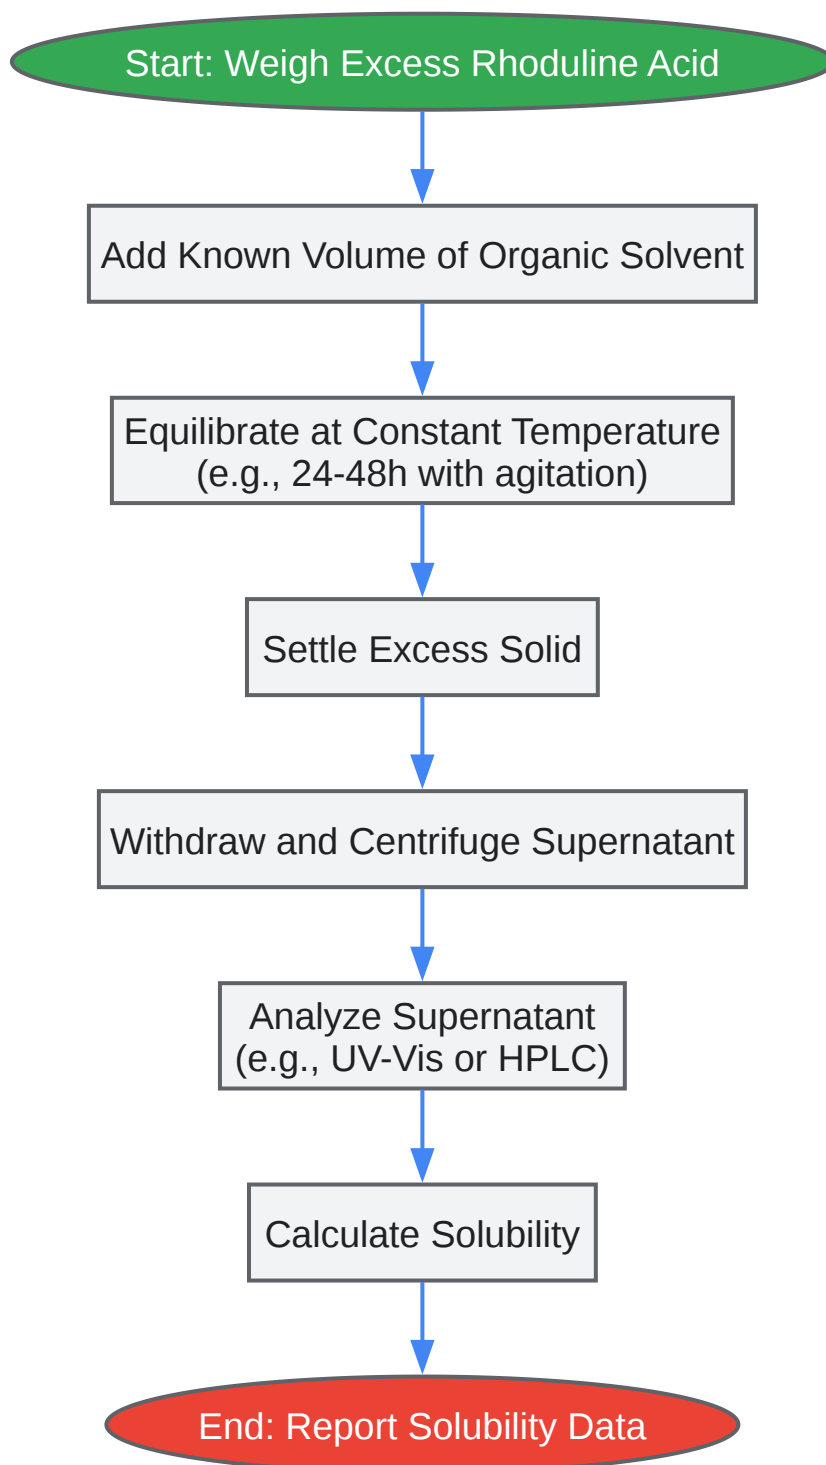 Start: Weigh Excess Rhoduline Acid
Add Known Volume of Organic Solvent
Equilibrate at Constant Temperature
(e.g., 24-48h with agitation)
Settle Excess Solid
Withdraw and Centrifuge Supernatant
Analyze Supernatant
(e.g., UV-Vis or HPLC)
Calculate Solubility
End: Report Solubility Data